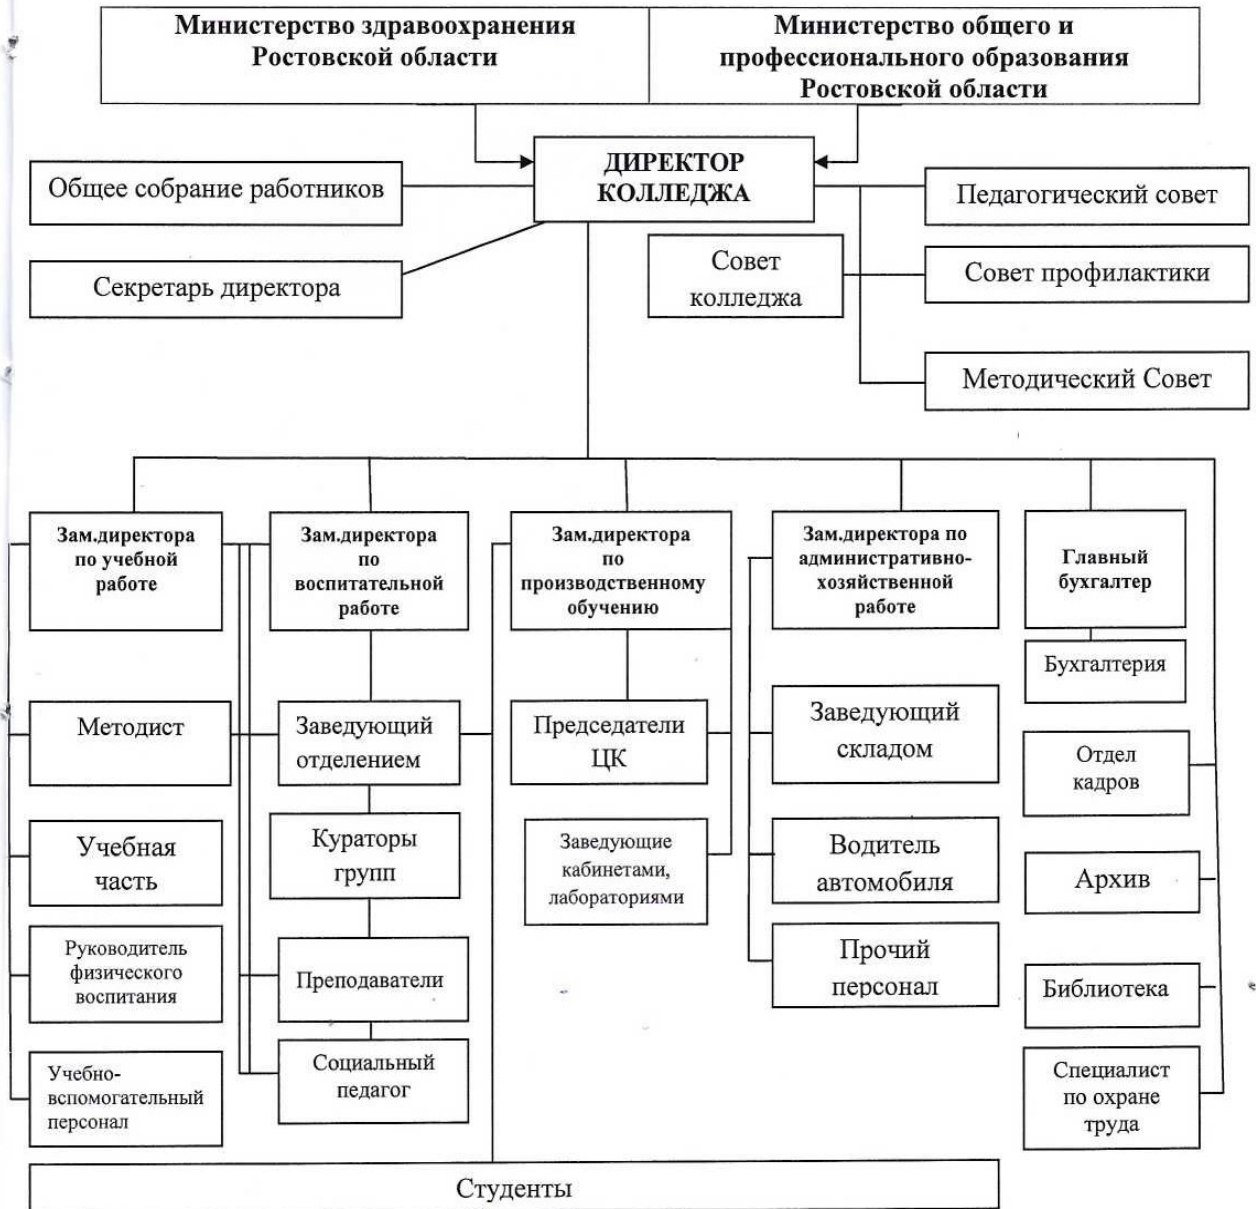 Министерство здравоохранения
Ростовской области
Министерство общего и
профессионального образования
Ростовской области
ДИРЕКТОР
КОЛЛЕДЖА
Общее собрание работников
Секретарь директора
Совет
колледжа
Педагогический совет
Совет профилактики
Методический Совет
Зам.директора
по учебной
работе
Зам.директора
по
воспитательной
работе
Зам.директора
по
производственному
обучению
Зам.директора по
административно-
хозяйственной
работе
Главный
бухгалтер
Бухгалтерия
Методист
Заведующий
отделением
Председатели
ЦК
Заведующий
складом
Отдел
кадров
Учебная
часть
Кураторы
групп
Заведующие
кабинетами,
лабораториями
Водитель
автомобиля
Архив
Руководитель
физического
воспитания
Преподаватели
Прочий
персонал
Библиотека
Учебно-
вспомогательный
персонал
Социальный
педагог
Специалист
по охране
труда
Студенты